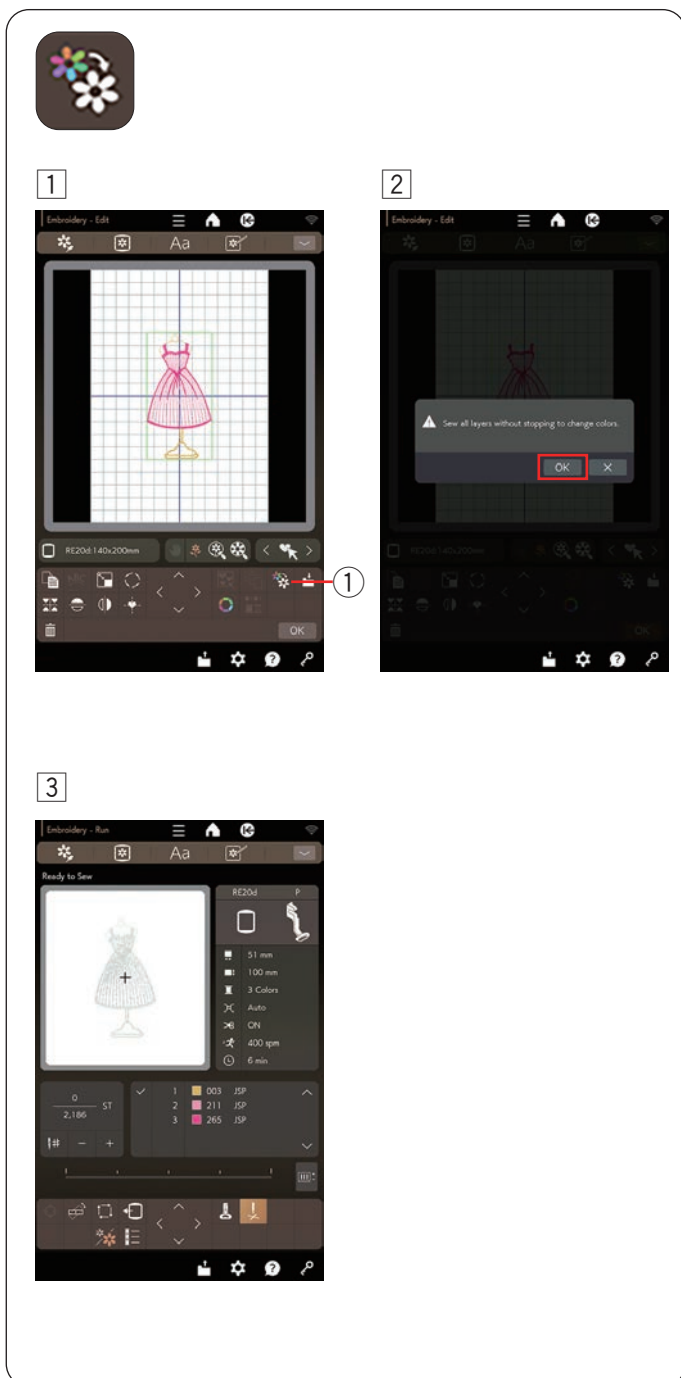 1
2
Embroidery - Edit
Aa
RE20d:140x200mm
OK
1
Embroidery - Edit
Aa
Sew all layers without stopping to change colors.
OK X
RE20d:140x200mm
OK
3
Embroidery - Run
Aa
Ready to Sew
RE20d P
51 mm
100 mm
3 Colors
Auto
ON
400 spm
6 min
0
2,186 ST
# - +
1 003 JSP
2 211 JSP
3 265 JSP